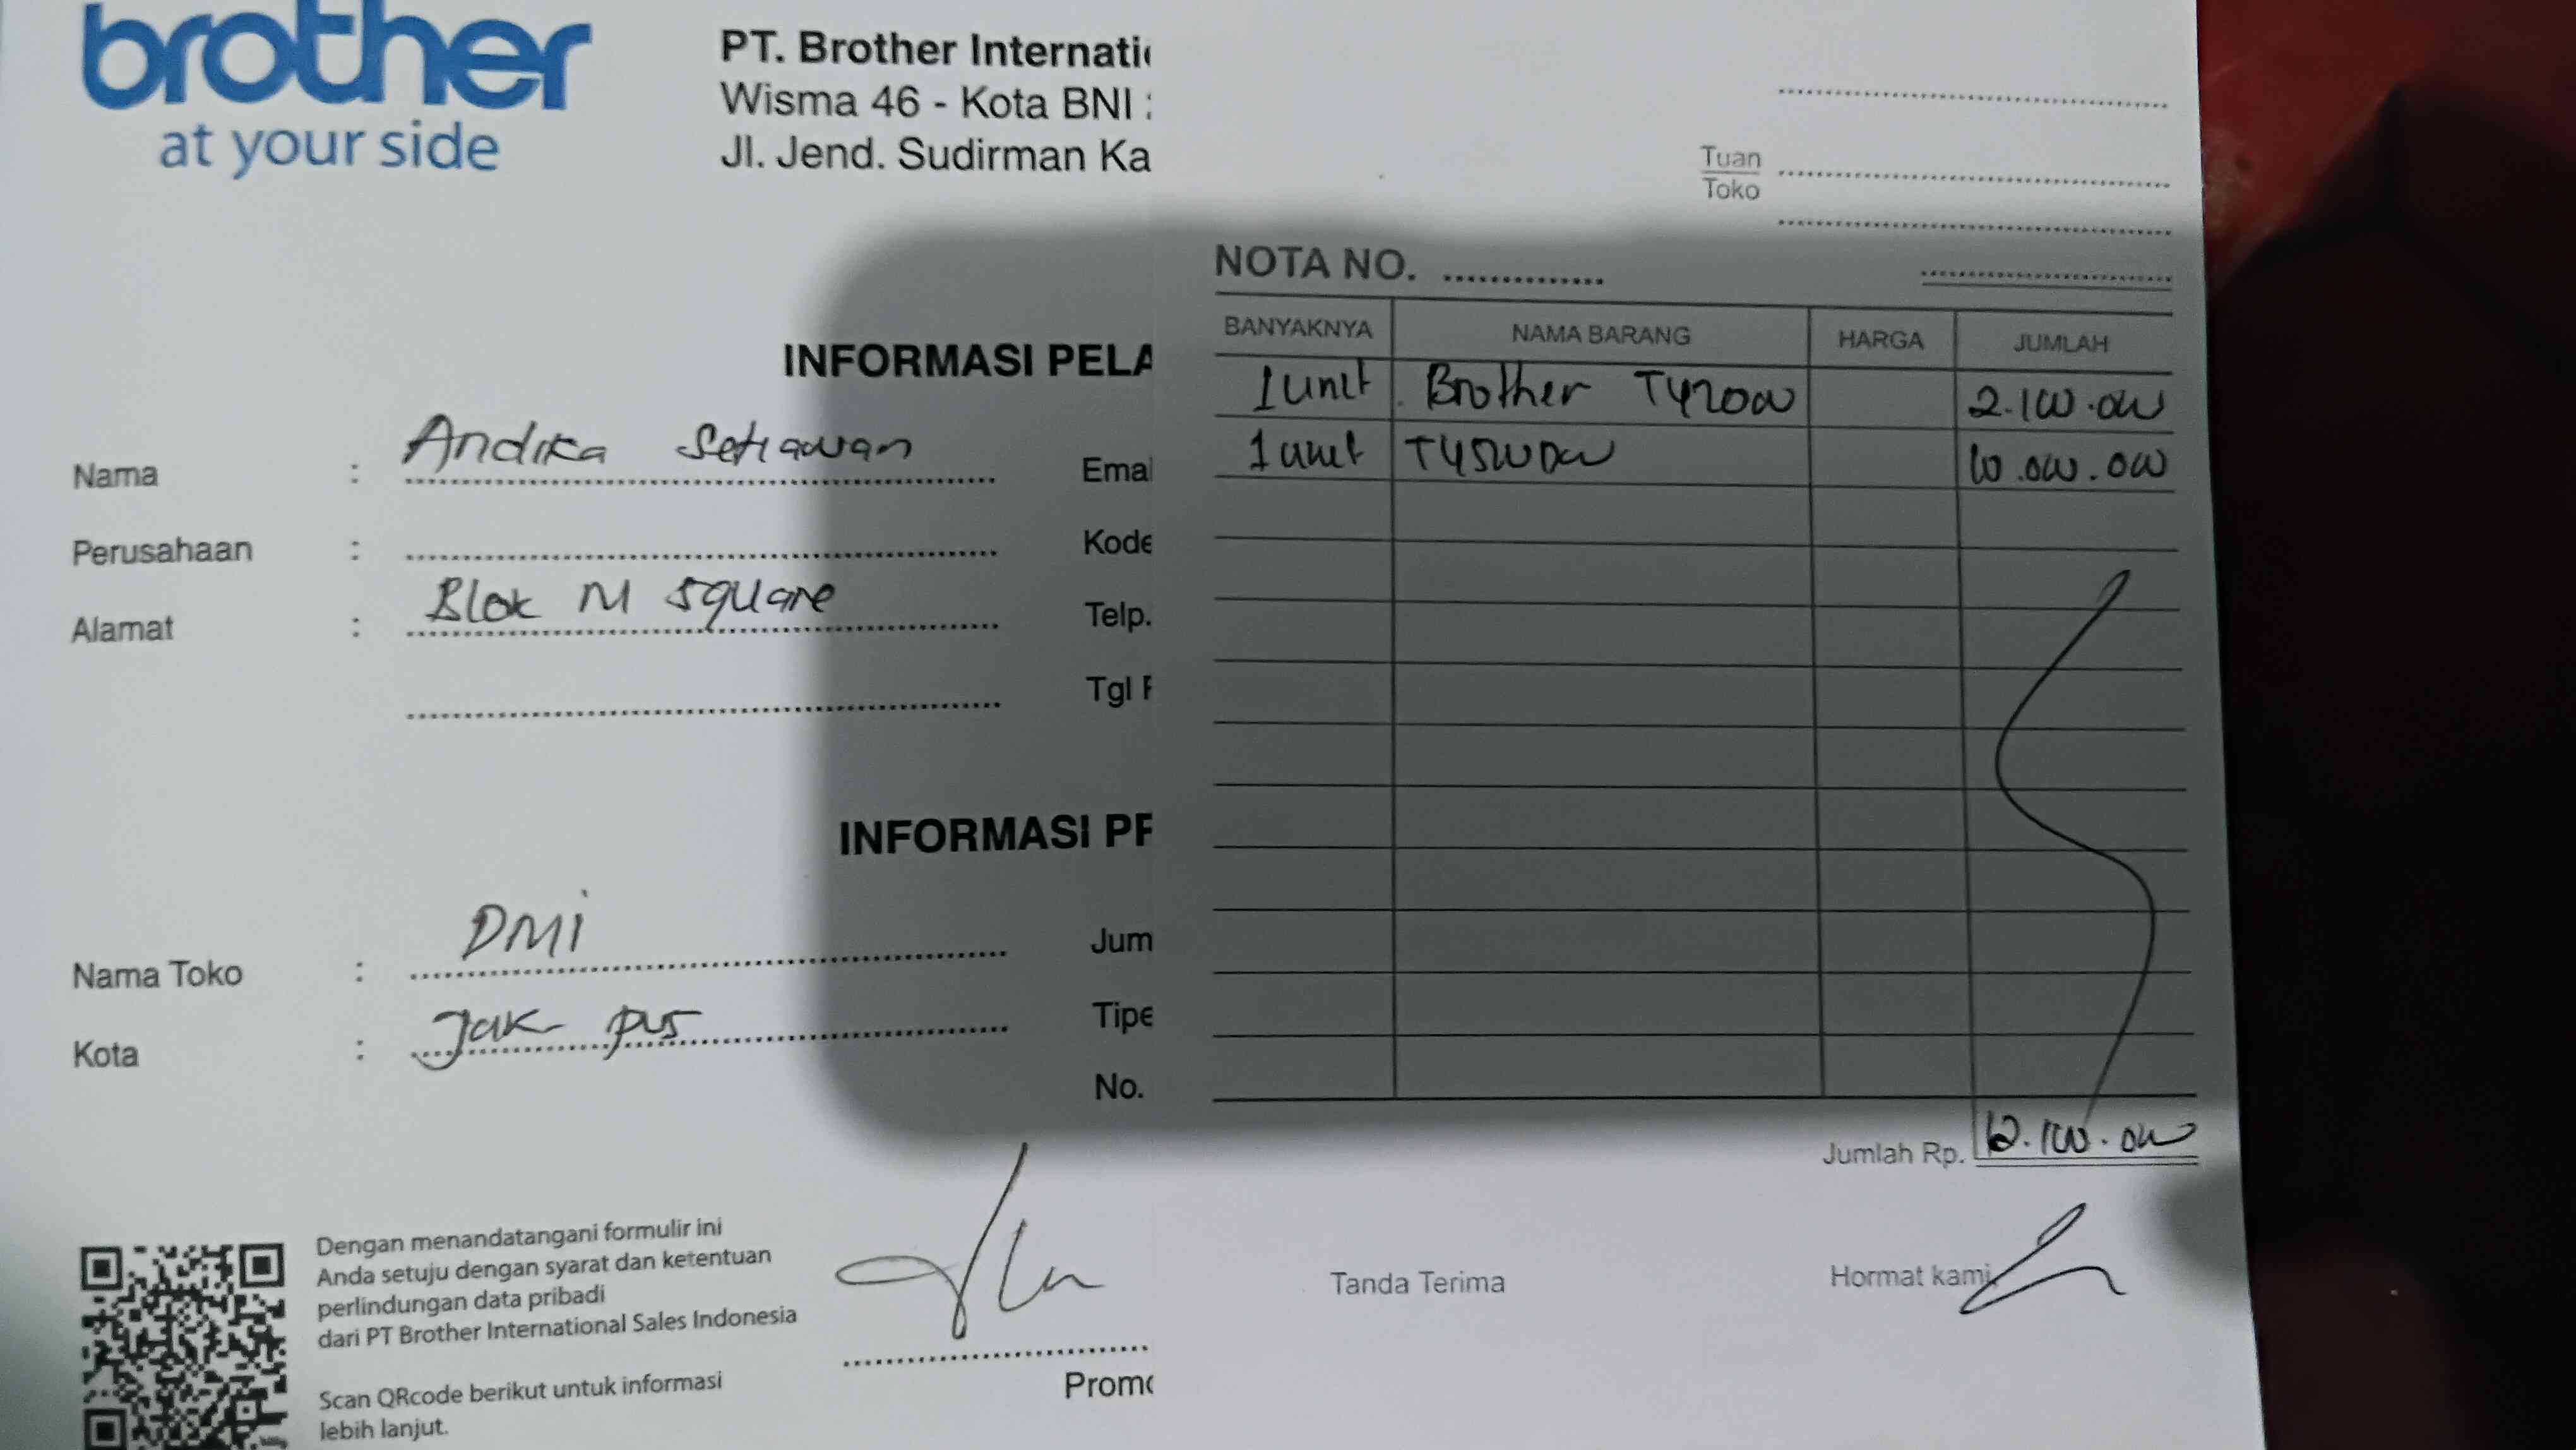 brother
at your side
PT. Brother Internati
Wisma 46 - Kota BNI
Jl. Jend. Sudirman Ka
INFORMASI PELA
Nama : Andika Setiawan
Emai
Perusahaan :
Kode
Alamat : Blok M Square
Telp.
Tgl
INFORMASI PR
Nama Toko : DMI
Jum
Kota : Jak pus
Tipe
No.
Dengan menandatangani formulir ini
Anda setuju dengan syarat dan ketentuan
perlindungan data pribadi
dari PT Brother International Sales Indonesia
Scan QRcode berikut untuk informasi
lebih lanjut.
Promo
Tuan
Toko
NOTA NO.
BANYAKNYA NAMA BARANG HARGA JUMLAH
1 unit Brother T420W 2.100.000
1 unit T4500DW 10.000.000
Jumlah Rp. 12.100.000
Tanda Terima
Hormat kami